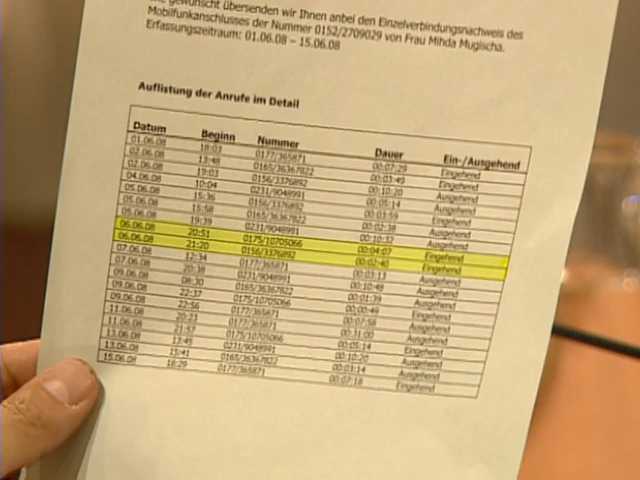 wie gewünscht übersenden wir Ihnen anbei den Einzelverbindungsnachweis des
Mobilfunkanschlusses der Nummer 0152/2709029 von Frau Mihda Mugischa.
Erfassungszeitraum: 01.06.08 – 15.06.08
Auflistung der Anrufe im Detail
Datum Beginn Nummer Dauer Ein-/Ausgehend
01.06.08 18:03 0177/365871 00:07:29 Eingehend
02.06.08 13:48 0165/36367822 00:03:49 Ausgehend
02.06.08 19:03 0156/3376892 00:10:20 Eingehend
04.06.08 10:04 0231/9048991 00:05:14 Ausgehend
05.06.08 15:36 0156/3376892 00:03:59 Ausgehend
05.06.08 15:58 0165/36367822 00:02:38 Eingehend
05.06.08 19:39 0231/9048991 00:10:32 Ausgehend
05.06.08 20:51 0175/10705066 00:04:07 Eingehend
06.06.08 21:20 0156/3376892 00:02:40 Eingehend
07.06.08 12:34 0177/365871 00:03:13 Ausgehend
07.06.08 20:38 0231/9048991 00:10:48 Ausgehend
09.06.08 08:30 0165/36367822 00:01:39 Ausgehend
09.06.08 22:37 0175/10705066 Ausgehend
09.06.08 22:56 0177/365871 00:07:58 Eingehend
11.06.08 20:23 0177/365871 Ausgehend
11.06.08 21:57 0175/10705066 00:05:14 Eingehend
13.06.08 13:45 0231/9048991 00:10:20 Ausgehend
13.06.08 15:41 0165/36367822 00:03:14 Ausgehend
15.06.08 18:29 0177/365871 00:07:18 Eingehend